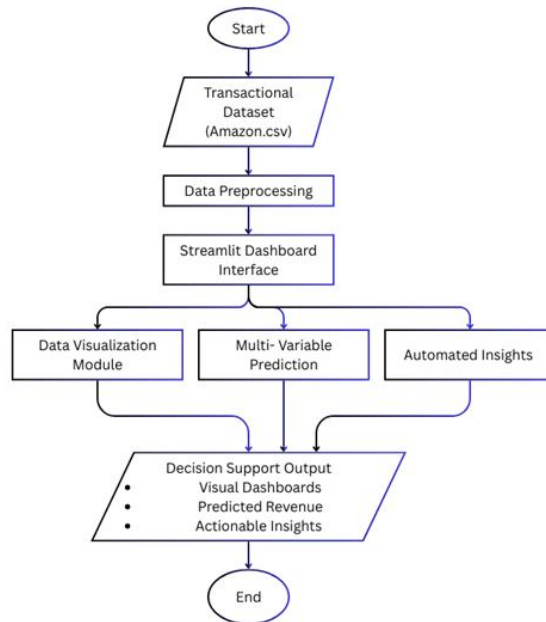 Start
Transactional
Dataset
(Amazon.csv)
Data Preprocessing
Streamlit Dashboard
Interface
Data Visualization
Module
Multi- Variable
Prediction
Automated Insights
Decision Support Output
• Visual Dashboards
• Predicted Revenue
• Actionable Insights
End